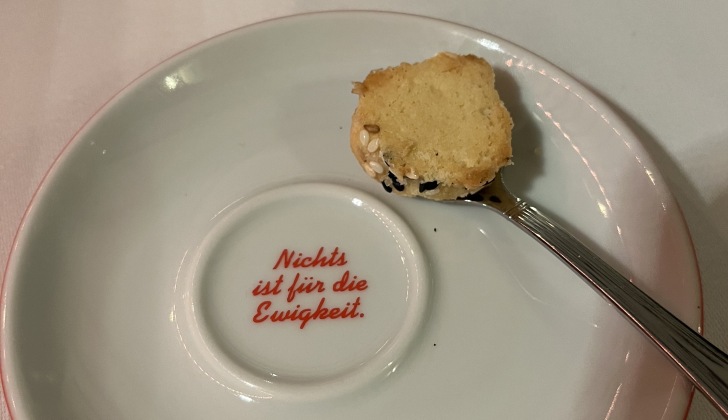 Nichts
ist für die
Ewigkeit.